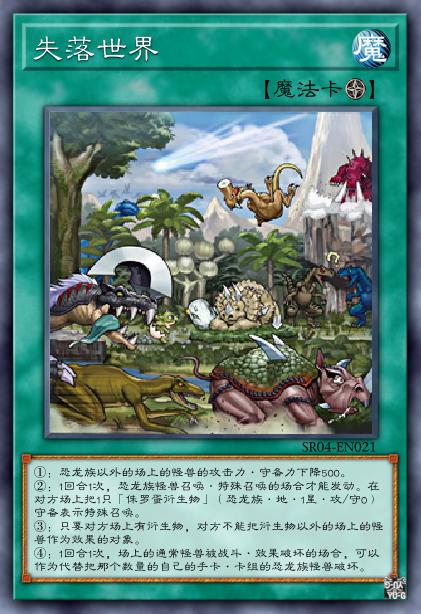 失落世界
魔
【魔法卡】
SR04-EN021
①：恐龙族以外的场上的怪兽的攻击力·守备力下降500。
②：1回合1次，恐龙族怪兽召唤·特殊召唤的场合才能发动。在
对方场上把1只「侏罗蛋衍生物」（恐龙族·地·1星·攻/守0）
守备表示特殊召唤。
③：只要对方场上有衍生物，对方不能把衍生物以外的场上的怪
兽作为效果的对象。
④：1回合1次，场上的通常怪兽被战斗·效果破坏的场合，可以
作为代替把那个数量的自己的手卡·卡组的恐龙族怪兽破坏。